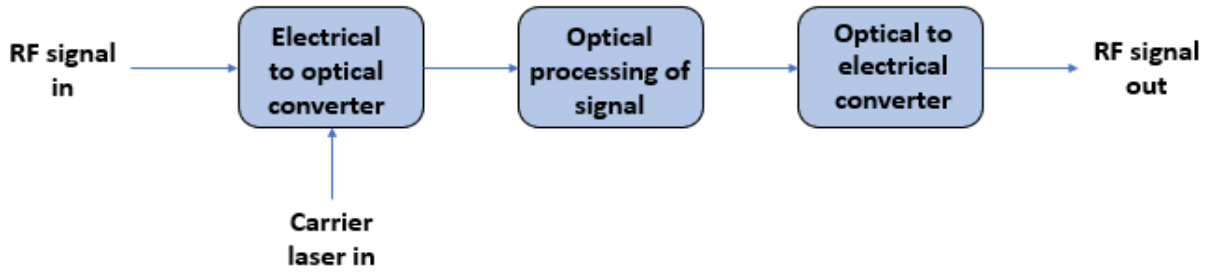 RF signal
in
Electrical
to optical
converter
Optical
processing of
signal
Optical to
electrical
converter
RF signal
out
Carrier
laser in